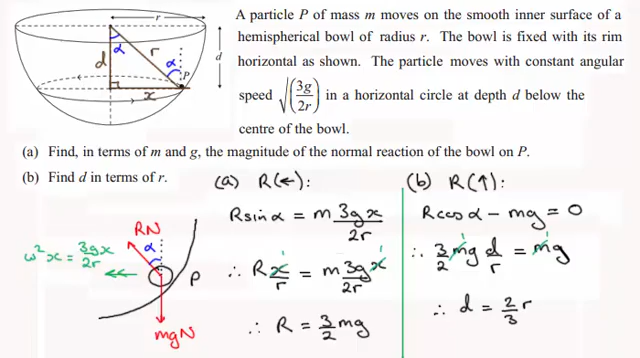 A particle P of mass m moves on the smooth inner surface of a
hemispherical bowl of radius r. The bowl is fixed with its rim
horizontal as shown. The particle moves with constant angular
speed √(3g/2r) in a horizontal circle at depth d below the
centre of the bowl.
r
α
d
r
α
P
x
d
(a) Find, in terms of m and g, the magnitude of the normal reaction of the bowl on P.
(b) Find d in terms of r.
(a) R(←):
R sin α = m 3gx/2r
∴ R x/r = m 3g x/2r
∴ R = 3/2 mg
(b) R(↑):
R cos α - mg = 0
∴ 3/2 mg d/r = mg
∴ d = 2/3 r
RN
α
ω²x = 3gx/2r
P
mgN